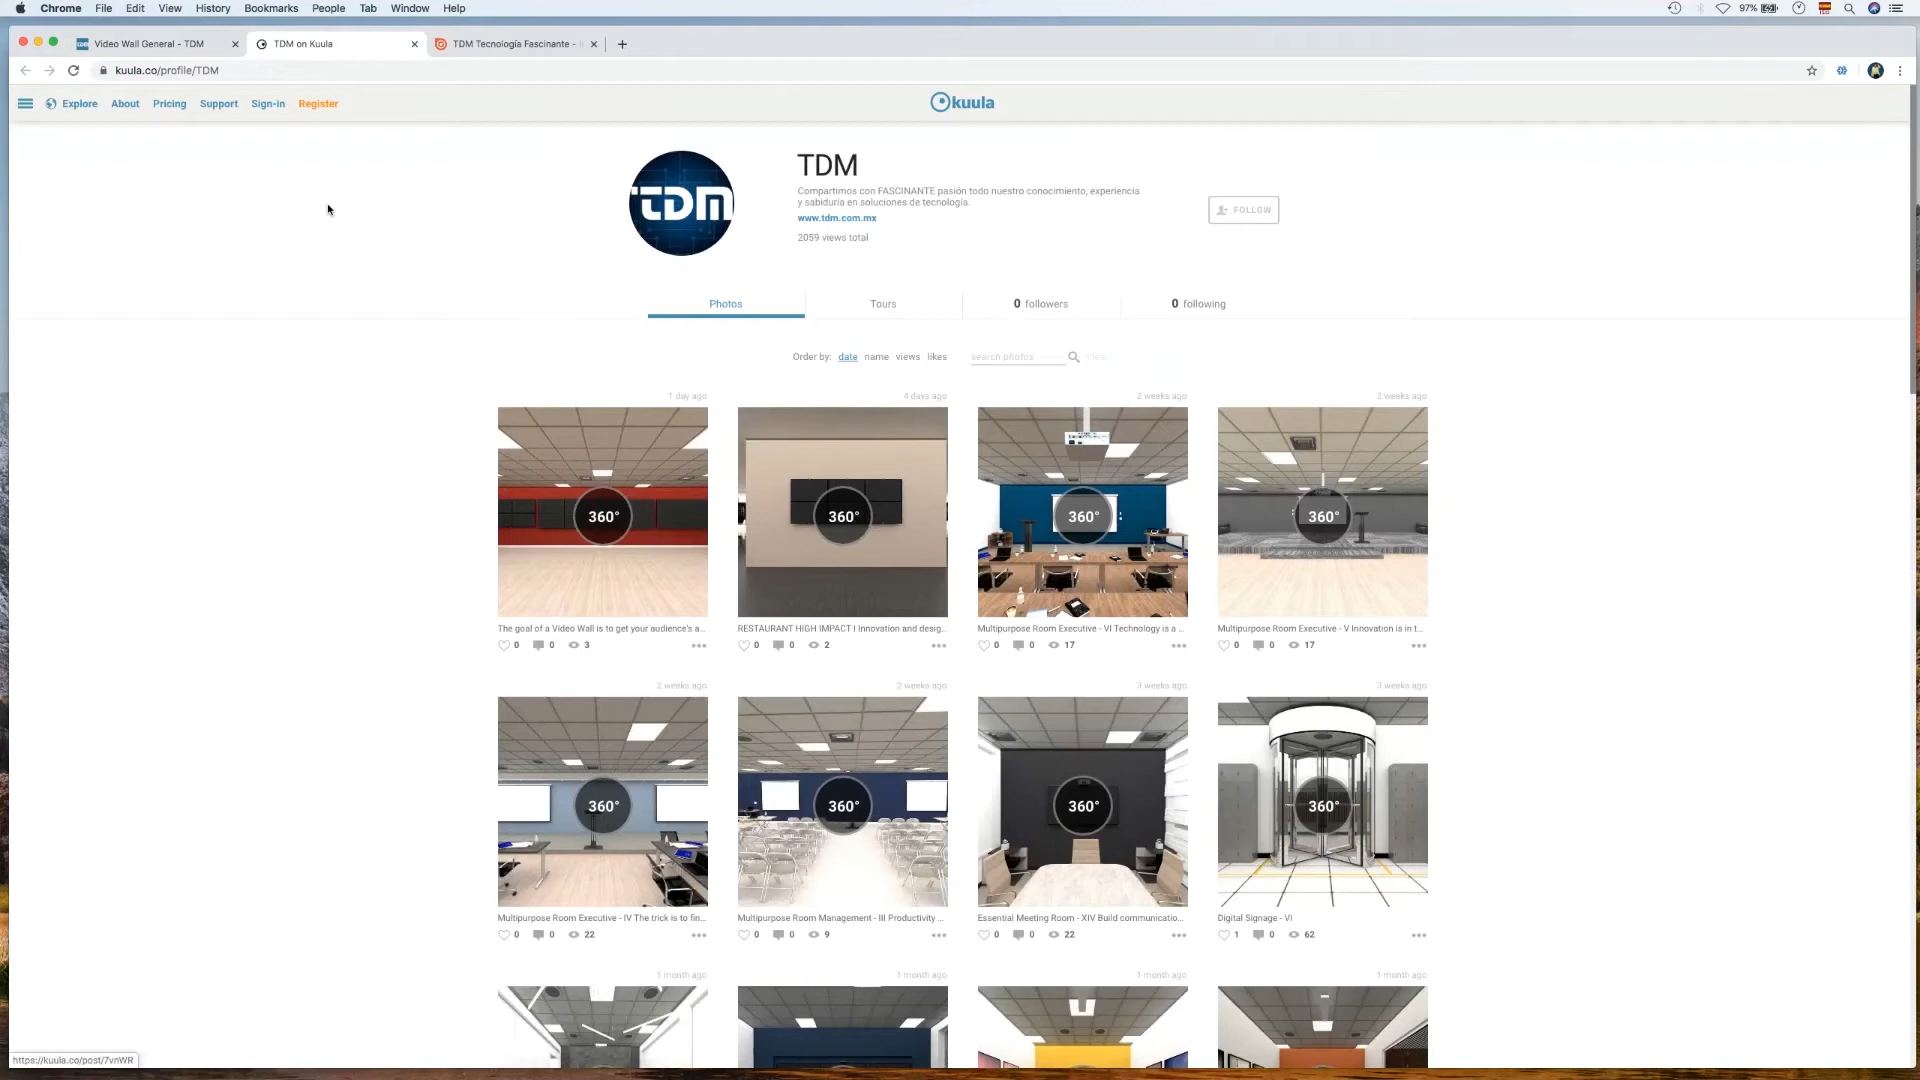 Chrome File Edit View History Bookmarks People Tab Window Help 97%
Video Wall General - TDM
TDM on Kuula
TDM Tecnología Fascinante -
kuula.co/profile/TDM
Explore About Pricing Support Sign-in Register
kuula
TDM
TDM
Compartimos con FASCINANTE pasión todo nuestro conocimiento, experiencia
y sabiduría en soluciones de tecnología.
www.tdm.com.mx
2059 views total
FOLLOW
Photos Tours 0 followers 0 following
Order by: date name views likes search photos clear
1 day ago 4 days ago 2 weeks ago 2 weeks ago
360° 360° 360° 360°
The goal of a Video Wall is to get your audience's a... RESTAURANT HIGH IMPACT I Innovation and desig... Multipurpose Room Executive - VI Technology is a ... Multipurpose Room Executive - V Innovation is in t...
0 0 3 0 0 2 0 0 17 0 0 17
2 weeks ago 2 weeks ago 3 weeks ago 3 weeks ago
360° 360° 360° 360°
Multipurpose Room Executive - IV The trick is to fin... Multipurpose Room Management - III Productivity ... Essential Meeting Room - XIV Build communicatio... Digital Signage - VI
0 0 22 0 0 9 0 0 22 1 0 62
1 month ago 1 month ago 1 month ago 1 month ago
https://kuula.co/post/7vnWR